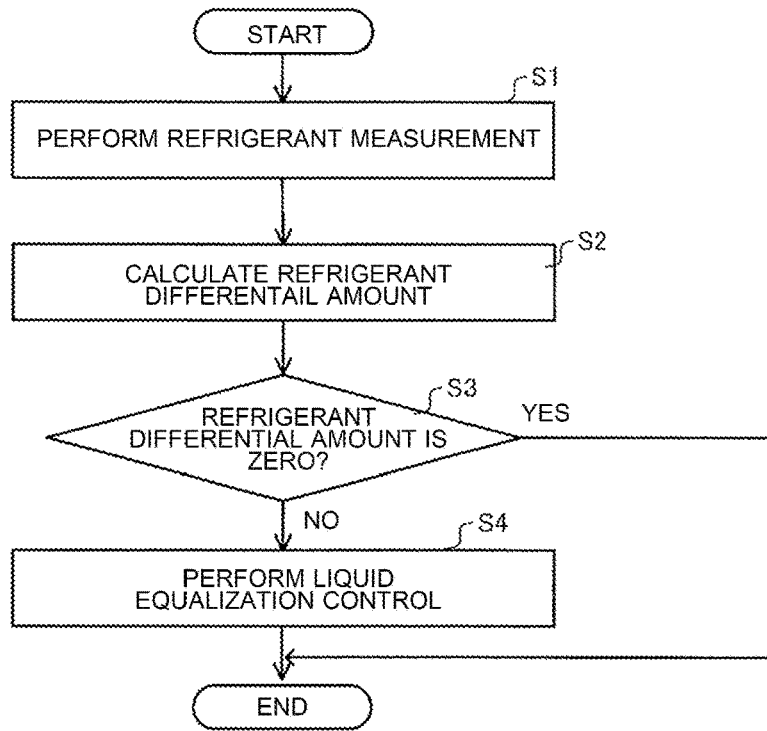 START
S1
PERFORM REFRIGERANT MEASUREMENT
S2
CALCULATE REFRIGERANT
DIFFERENTAIL AMOUNT
S3
REFRIGERANT
DIFFERENTIAL AMOUNT IS
ZERO?
YES
NO
S4
PERFORM LIQUID
EQUALIZATION CONTROL
END